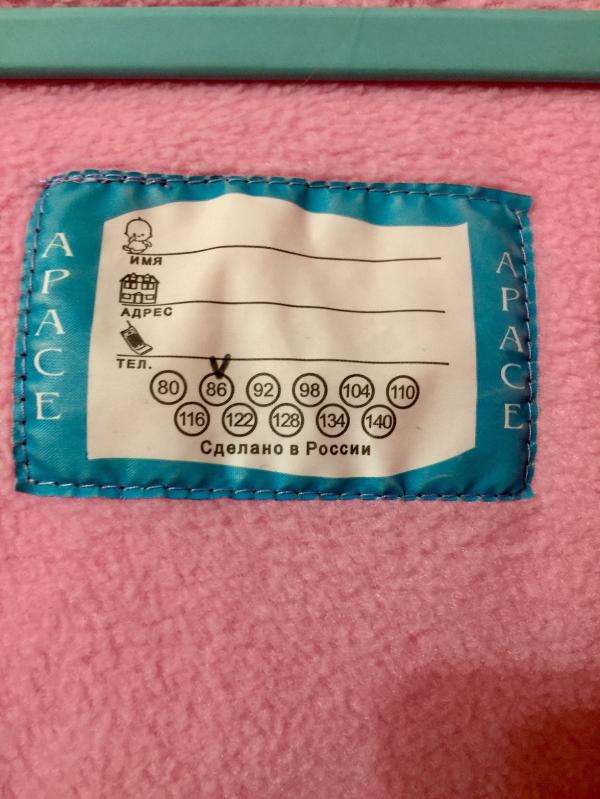 APACE
ИМЯ
АДРЕС
ТЕЛ.
80 86 92 98 104 110
116 122 128 134 140
Сделано в России
APACE